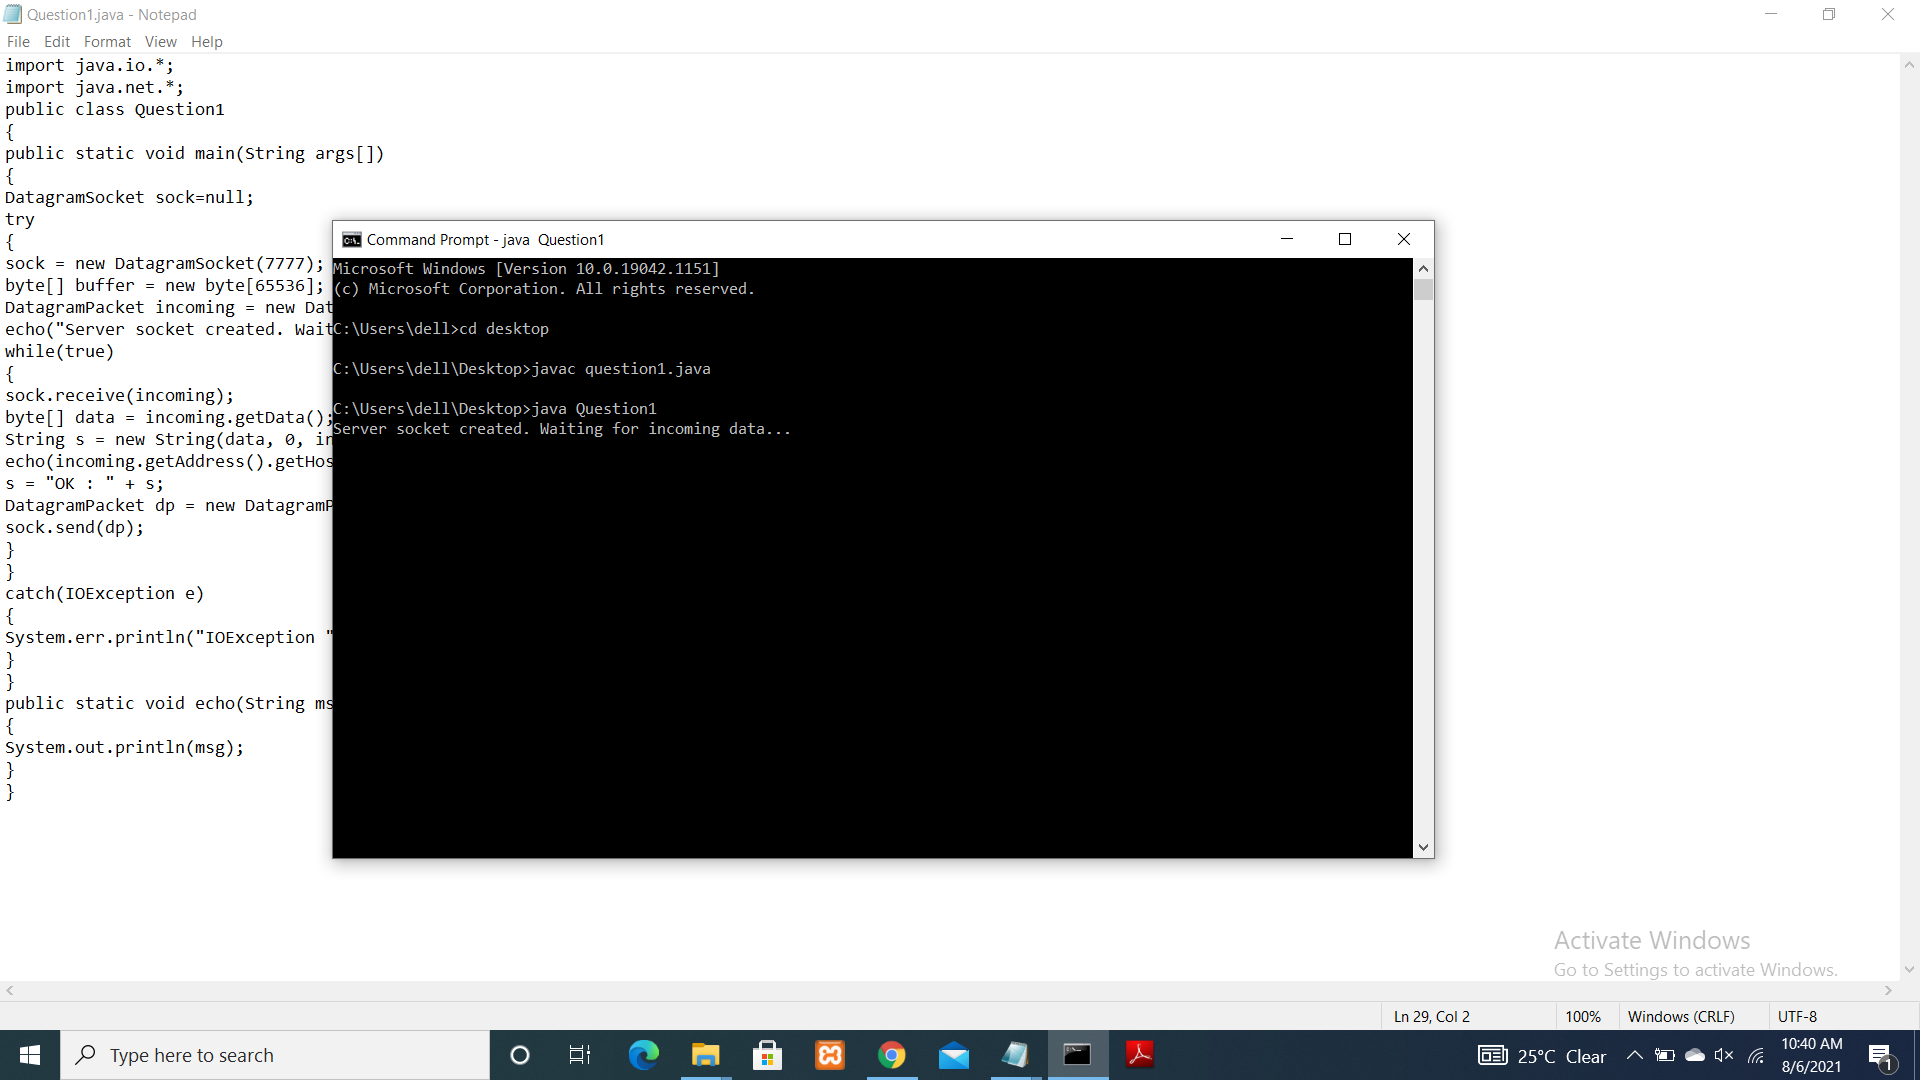 Question1.java - Notepad
File Edit Format View Help
import java.io.*;
import java.net.*;
public class Question1
{
public static void main(String args[])
{
DatagramSocket sock=null;
try
{
sock = new DatagramSocket(7777);
byte[] buffer = new byte[65536];
DatagramPacket incoming = new Dat
echo("Server socket created. Wait
while(true)
{
sock.receive(incoming);
byte[] data = incoming.getData();
String s = new String(data, 0, in
echo(incoming.getAddress().getHos
s = "OK : " + s;
DatagramPacket dp = new DatagramP
sock.send(dp);
}
}
catch(IOException e)
{
System.err.println("IOException "
}
}
public static void echo(String ms
{
System.out.println(msg);
}
}
Command Prompt - java  Question1
Microsoft Windows [Version 10.0.19042.1151]
(c) Microsoft Corporation. All rights reserved.
C:\Users\dell>cd desktop
C:\Users\dell\Desktop>javac question1.java
C:\Users\dell\Desktop>java Question1
Server socket created. Waiting for incoming data...
Activate Windows
Go to Settings to activate Windows.
Ln 29, Col 2 100% Windows (CRLF) UTF-8
Type here to search
25°C Clear
10:40 AM
8/6/2021
1